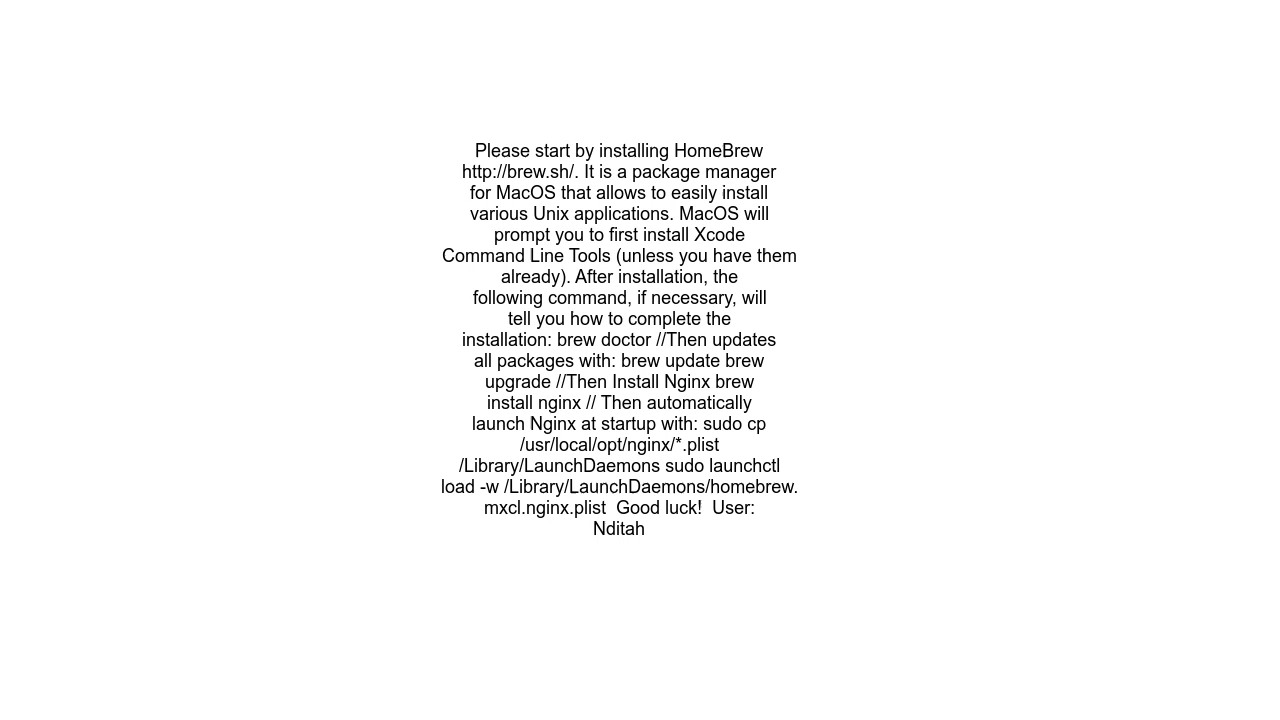 Please start by installing HomeBrew
http://brew.sh/. It is a package manager
for MacOS that allows to easily install
various Unix applications. MacOS will
prompt you to first install Xcode
Command Line Tools (unless you have them
already). After installation, the
following command, if necessary, will
tell you how to complete the
installation: brew doctor //Then updates
all packages with: brew update brew
upgrade //Then Install Nginx brew
install nginx // Then automatically
launch Nginx at startup with: sudo cp
/usr/local/opt/nginx/*.plist
/Library/LaunchDaemons sudo launchctl
load -w /Library/LaunchDaemons/homebrew.
mxcl.nginx.plist  Good luck!  User:
Nditah